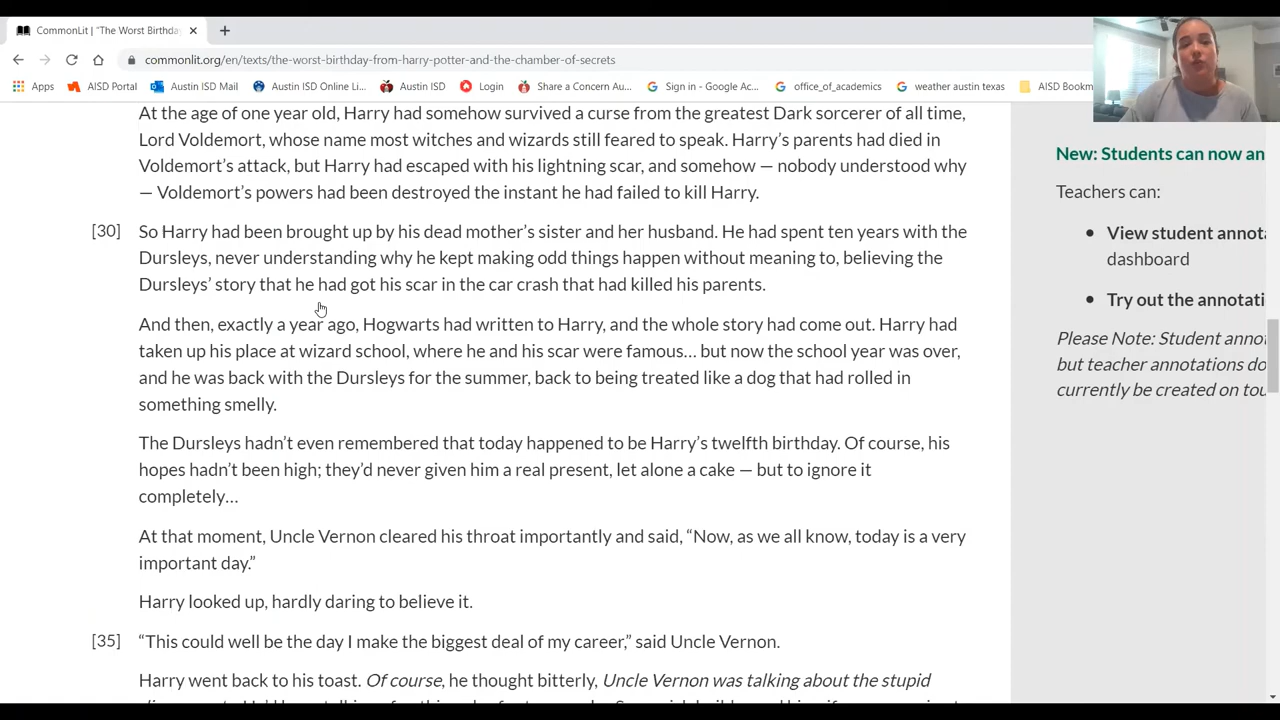 CommonLit | "The Worst Birthda
commonlit.org/en/texts/the-worst-birthday-from-harry-potter-and-the-chamber-of-secrets
Apps AISD Portal Austin ISD Mail Austin ISD Online Li... Austin ISD Login Share a Concern Au... Sign in - Google Ac... office_of_academics weather austin texas AISD Bookm
At the age of one year old, Harry had somehow survived a curse from the greatest Dark sorcerer of all time,
Lord Voldemort, whose name most witches and wizards still feared to speak. Harry’s parents had died in
Voldemort’s attack, but Harry had escaped with his lightning scar, and somehow — nobody understood why
— Voldemort’s powers had been destroyed the instant he had failed to kill Harry.
[30] So Harry had been brought up by his dead mother’s sister and her husband. He had spent ten years with the
Dursleys, never understanding why he kept making odd things happen without meaning to, believing the
Dursleys’ story that he had got his scar in the car crash that had killed his parents.
And then, exactly a year ago, Hogwarts had written to Harry, and the whole story had come out. Harry had
taken up his place at wizard school, where he and his scar were famous… but now the school year was over,
and he was back with the Dursleys for the summer, back to being treated like a dog that had rolled in
something smelly.
The Dursleys hadn’t even remembered that today happened to be Harry’s twelfth birthday. Of course, his
hopes hadn’t been high; they’d never given him a real present, let alone a cake — but to ignore it
completely…
At that moment, Uncle Vernon cleared his throat importantly and said, “Now, as we all know, today is a very
important day.”
Harry looked up, hardly daring to believe it.
[35] “This could well be the day I make the biggest deal of my career,” said Uncle Vernon.
Harry went back to his toast. Of course, he thought bitterly, Uncle Vernon was talking about the stupid
New: Students can now an
Teachers can:
View student annota
dashboard
Try out the annotati
Please Note: Student annot
but teacher annotations do
currently be created on tou